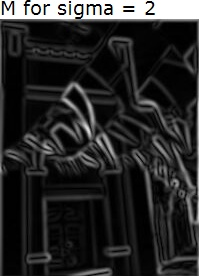 M for sigma = 2